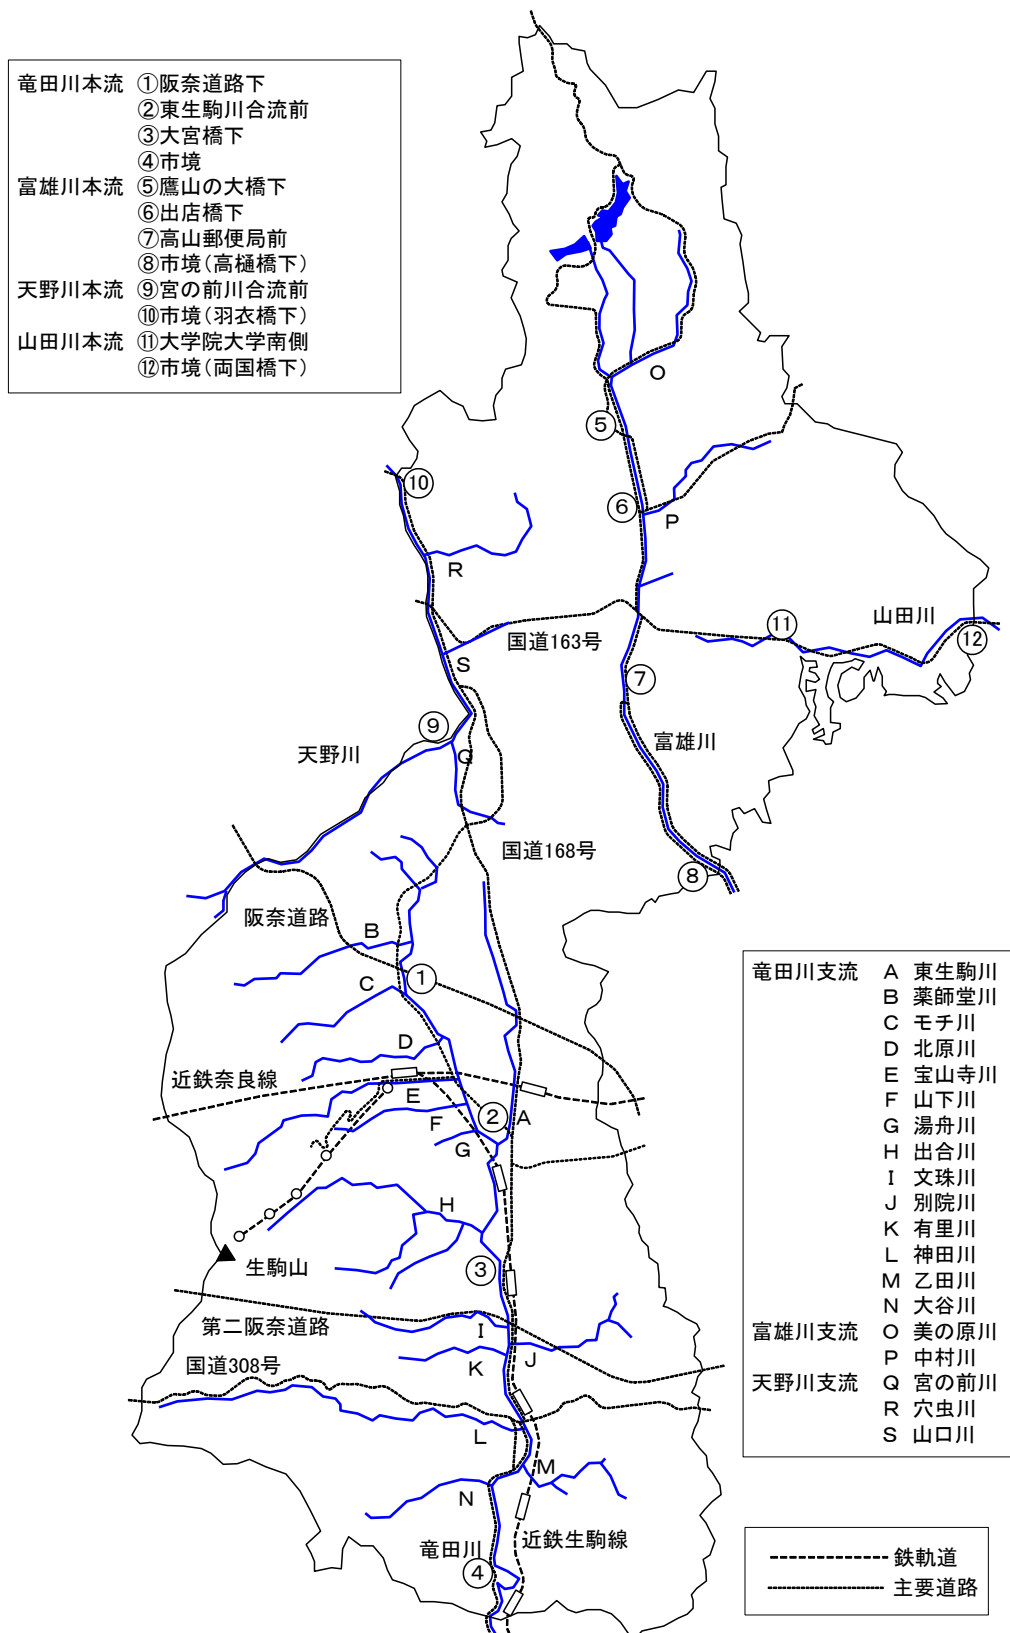 竜田川本流 ①阪奈道路下
②東生駒川合流前
③大宮橋下
④市境
富雄川本流 ⑤鷹山の大橋下
⑥出店橋下
⑦高山郵便局前
⑧市境(高樋橋下)
天野川本流 ⑨宮の前川合流前
⑩市境(羽衣橋下)
山田川本流 ⑪大学院大学南側
⑫市境(両国橋下)
O
⑤
⑩
⑥
P
R
山田川
⑪
国道163号
⑫
S
⑦
⑨
富雄川
天野川
Q
国道168号
⑧
阪奈道路
B
①
C
D
近鉄奈良線
E
②
A
F
G
H
生駒山
③
第二阪奈道路
I
J
国道308号
K
L
M
N
近鉄生駒線
竜田川
④
竜田川支流 A 東生駒川
B 薬師堂川
C モチ川
D 北原川
E 宝山寺川
F 山下川
G 湯舟川
H 出合川
I 文珠川
J 別院川
K 有里川
L 神田川
M 乙田川
N 大谷川
富雄川支流 O 美の原川
P 中村川
天野川支流 Q 宮の前川
R 穴虫川
S 山口川
鉄軌道
主要道路